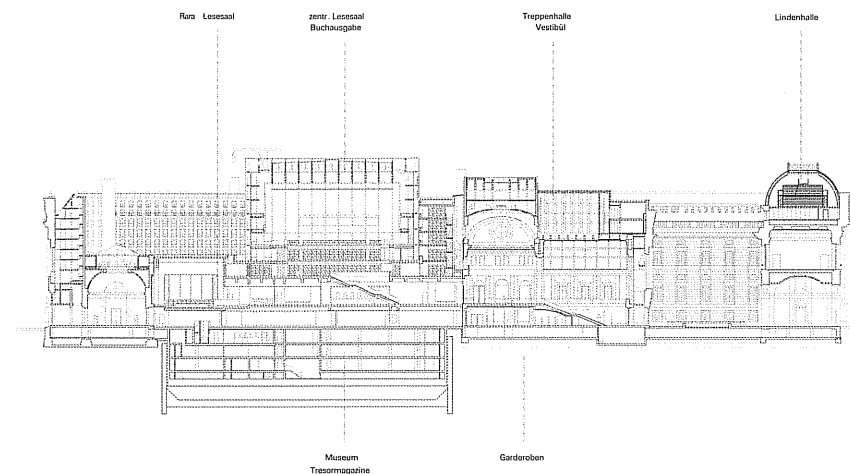 Rara Lesesaal
zentr. Lesesaal
Buchausgabe
Treppenhalle
Vestibül
Lindenhalle
Museum
Tresormagazine
Garderoben